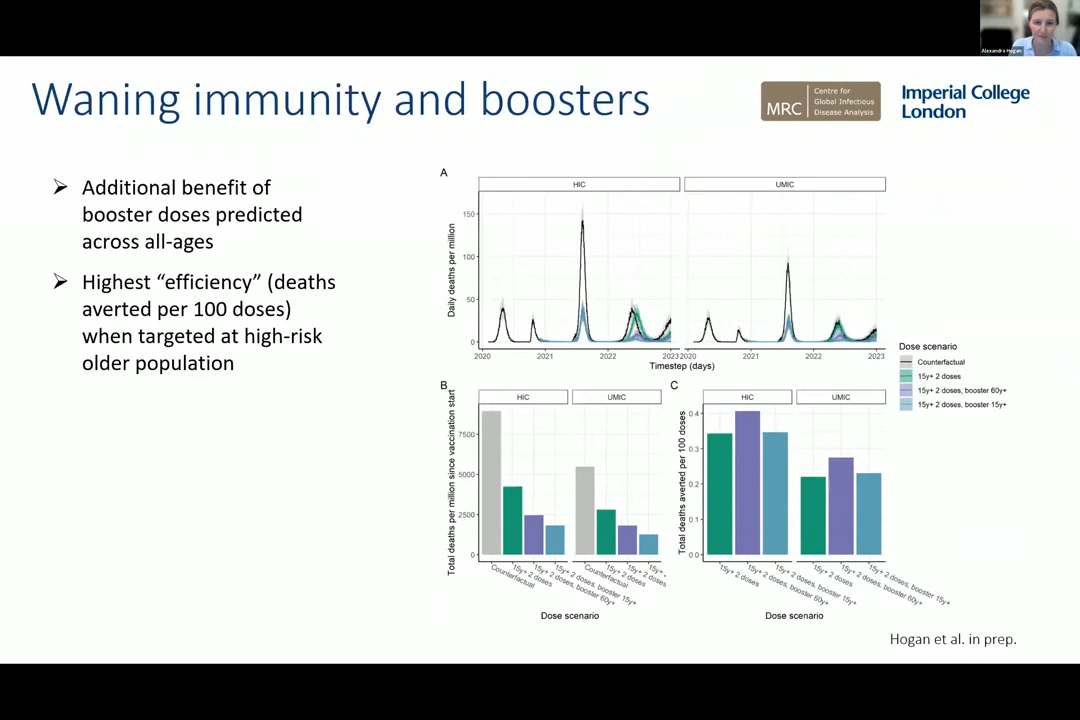 Alexandra Hogan
Waning immunity and boosters
MRC
Centre for
Global Infectious
Disease Analysis
Imperial College
London
➢ Additional benefit of
booster doses predicted
across all-ages
➢ Highest “efficiency” (deaths
averted per 100 doses)
when targeted at high-risk
older population
A
HIC
UMIC
Daily deaths per million
150
100
50
0
2020
2021
2022
2023
2020
2021
2022
2023
Timestep (days)
Dose scenario
Counterfactual
15y+ 2 doses
15y+ 2 doses, booster 60y+
15y+ 2 doses, booster 15y+
B
HIC
UMIC
Total deaths per million since vaccination start
7500
5000
2500
0
Counterfactual
15y+ 2 doses
15y+ 2 doses, booster 60y+
15y+ 2 doses, booster 15y+
Counterfactual
15y+ 2 doses
15y+ 2 doses
15y+
Dose scenario
C
HIC
UMIC
Total deaths averted per 100 doses
0.4
0.3
0.2
0.1
0.0
15y+ 2 doses
15y+ 2 doses, booster 60y+
15y+ 2 doses, booster 15y+
15y+ 2 doses
15y+ 2 doses, booster 60y+
15y+ 2 doses, booster 15y+
Dose scenario
Hogan et al. in prep.